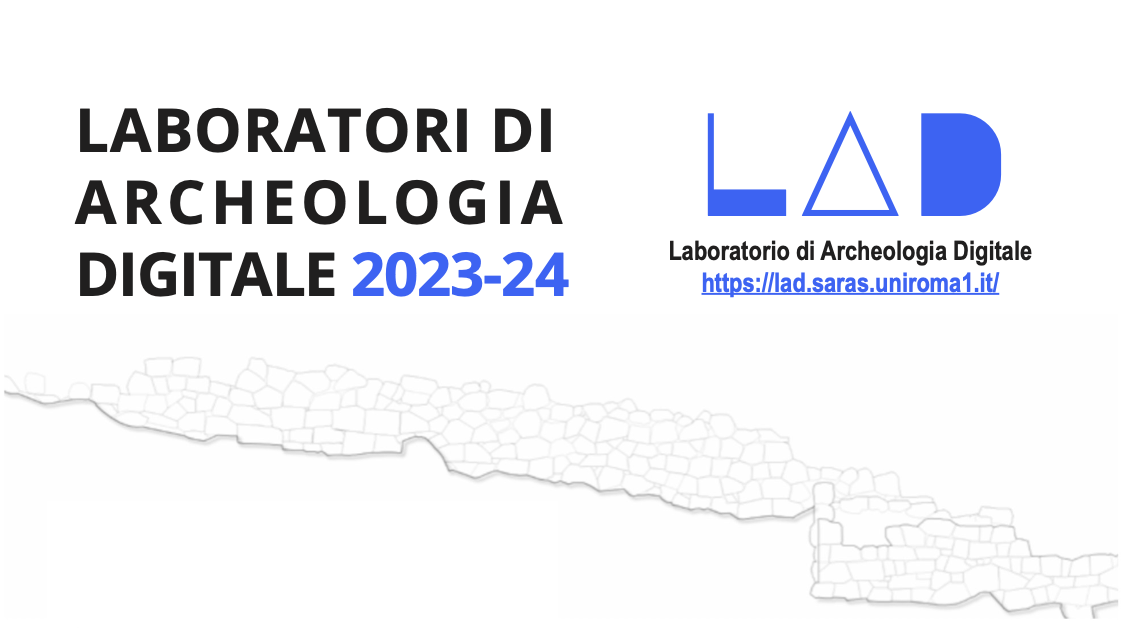 LABORATORI DI
ARCHEOLOGIA
DIGITALE 2023-24
LAD
Laboratorio di Archeologia Digitale
https://lad.saras.uniroma1.it/